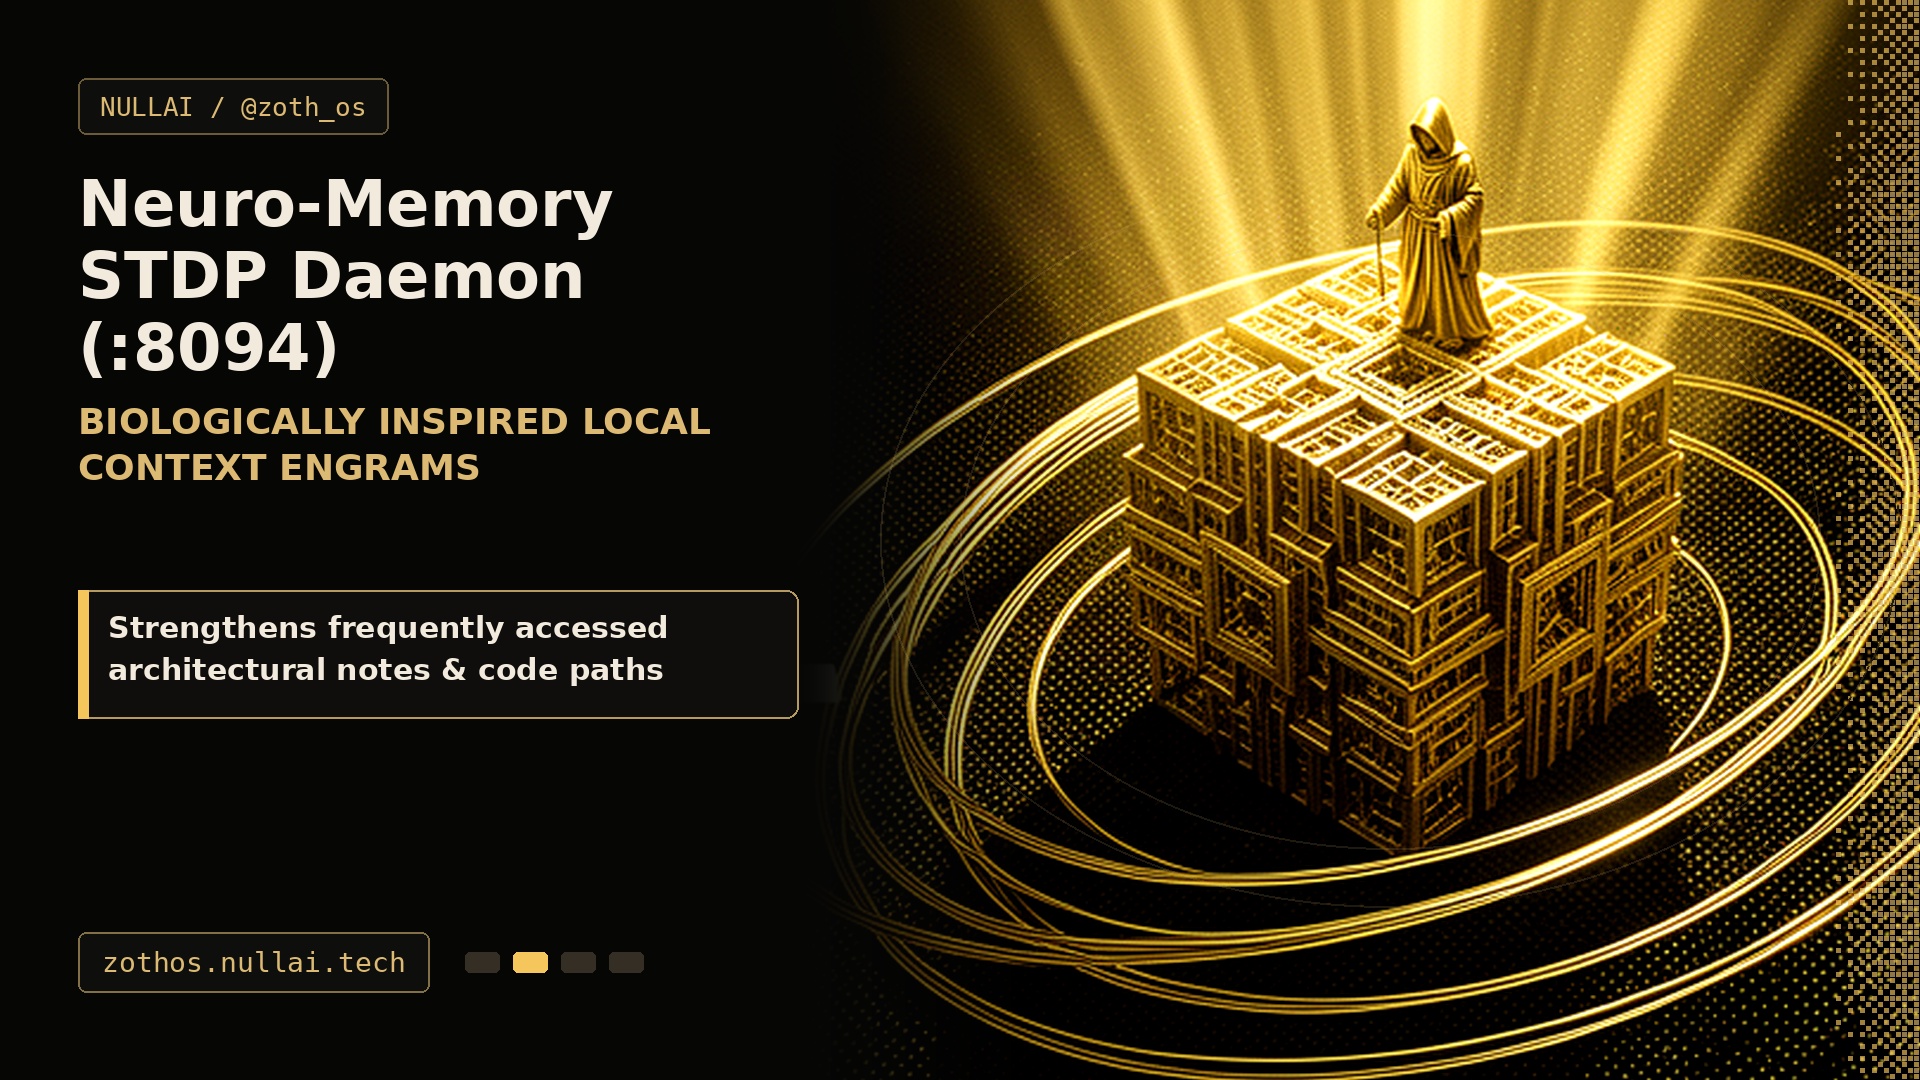 NULLAI / @zoth_os
Neuro-Memory
STDP Daemon
(:8094)
BIOLOGICALLY INSPIRED LOCAL
CONTEXT ENGRAMS
Strengthens frequently accessed
architectural notes & code paths
zothos.nullai.tech